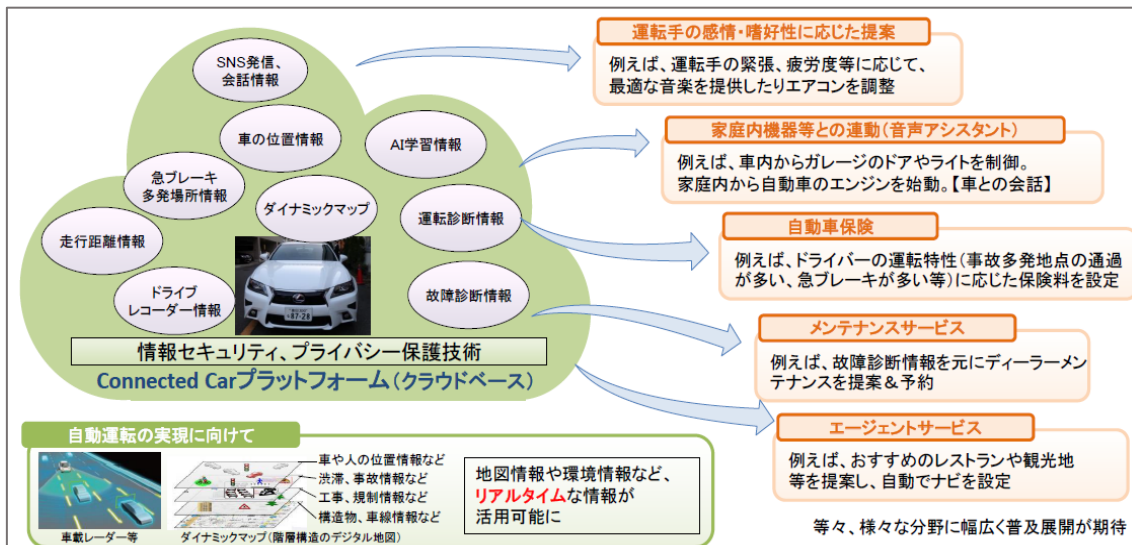 SNS発信、
会話情報
車の位置情報
AI学習情報
急ブレーキ
多発場所情報
ダイナミックマップ
運転診断情報
走行距離情報
ドライブ
レコーダー情報
故障診断情報
情報セキュリティ、プライバシー保護技術
Connected Carプラットフォーム(クラウドベース)
運転手の感情・嗜好性に応じた提案
例えば、運転手の緊張、疲労度等に応じて、
最適な音楽を提供したりエアコンを調整
家庭内機器等との連動(音声アシスタント)
例えば、車内からガレージのドアやライトを制御。
家庭内から自動車のエンジンを始動。【車との会話】
自動車保険
例えば、ドライバーの運転特性(事故多発地点の通過
が多い、急ブレーキが多い等)に応じた保険料を設定
メンテナンスサービス
例えば、故障診断情報を元にディーラーメン
テナンスを提案&予約
エージェントサービス
例えば、おすすめのレストランや観光地
等を提案し、自動でナビを設定
等々、様々な分野に幅広く普及展開が期待
自動運転の実現に向けて
車載レーダー等
車や人の位置情報など
渋滞、事故情報など
工事、規制情報など
構造物、車線情報など
ダイナミックマップ(階層構造のデジタル地図)
地図情報や環境情報など、
リアルタイムな情報が
活用可能に